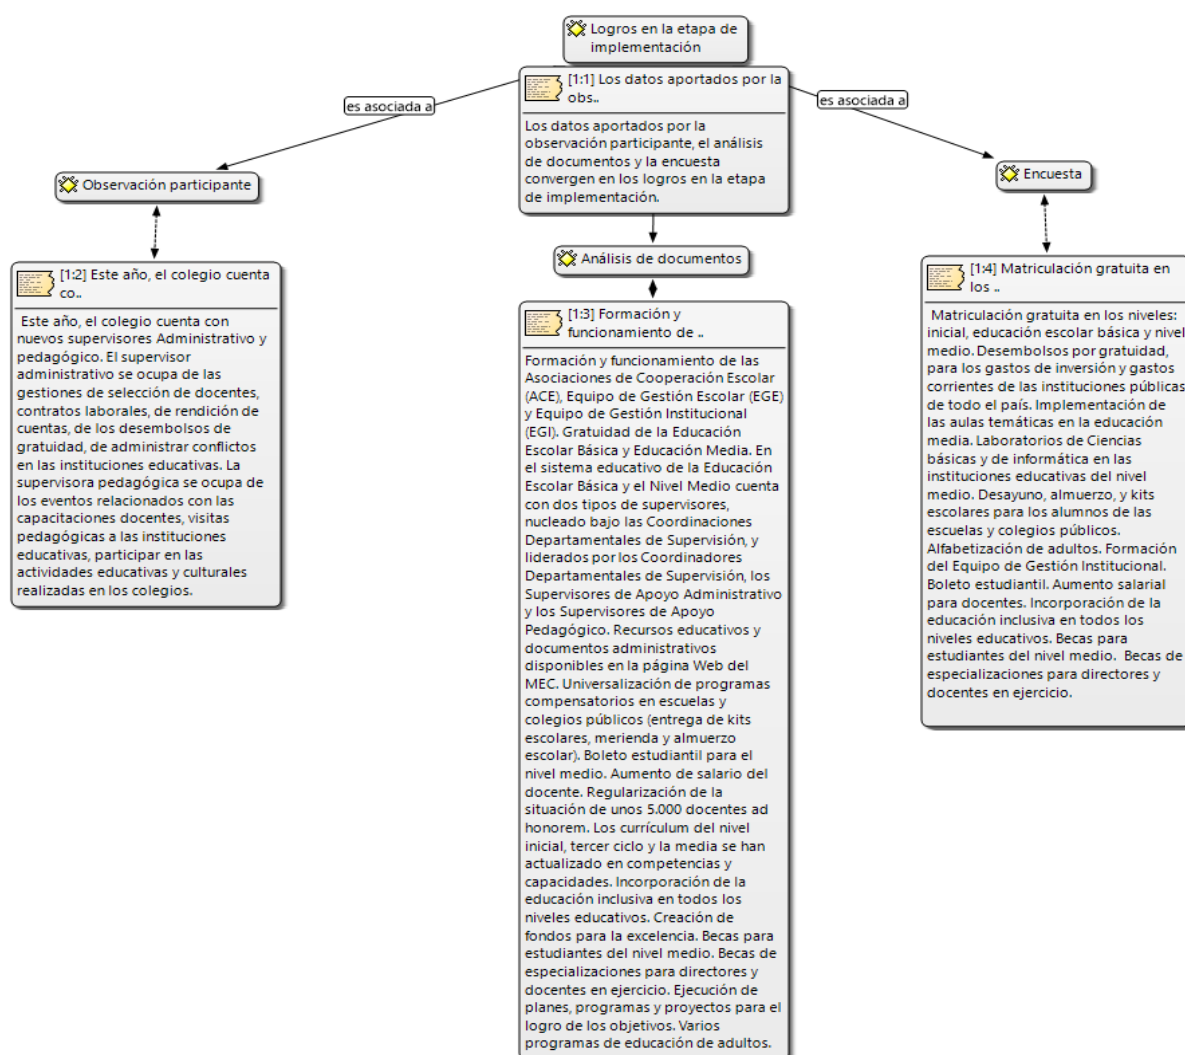 Logros en la etapa de
implementación
[1:1] Los datos aportados por la
obs..
Los datos aportados por la
observación participante, el análisis
de documentos y la encuesta
convergen en los logros en la etapa
de implementación.
es asociada a
es asociada a
Observación participante
[1:2] Este año, el colegio cuenta
co..
Este año, el colegio cuenta con
nuevos supervisores Administrativo y
pedagógico. El supervisor
administrativo se ocupa de las
gestiones de selección de docentes,
contratos laborales, de rendición de
cuentas, de los desembolsos de
gratuidad, de administrar conflictos
en las instituciones educativas. La
supervisora pedagógica se ocupa de
los eventos relacionados con las
capacitaciones docentes, visitas
pedagógicas a las instituciones
educativas, participar en las
actividades educativas y culturales
realizadas en los colegios.
Análisis de documentos
[1:3] Formación y
funcionamiento de ..
Formación y funcionamiento de las
Asociaciones de Cooperación Escolar
(ACE), Equipo de Gestión Escolar (EGE)
y Equipo de Gestión Institucional
(EGI). Gratuidad de la Educación
Escolar Básica y Educación Media. En
el sistema educativo de la Educación
Escolar Básica y el Nivel Medio cuenta
con dos tipos de supervisores,
nucleado bajo las Coordinaciones
Departamentales de Supervisión, y
liderados por los Coordinadores
Departamentales de Supervisión, los
Supervisores de Apoyo Administrativo
y los Supervisores de Apoyo
Pedagógico. Recursos educativos y
documentos administrativos
disponibles en la página Web del
MEC. Universalización de programas
compensatorios en escuelas y
colegios públicos (entrega de kits
escolares, merienda y almuerzo
escolar). Boleto estudiantil para el
nivel medio. Aumento de salario del
docente. Regularización de la
situación de unos 5.000 docentes ad
honorem. Los currículum del nivel
inicial, tercer ciclo y la media se han
actualizado en competencias y
capacidades. Incorporación de la
educación inclusiva en todos los
niveles educativos. Creación de
fondos para la excelencia. Becas para
estudiantes del nivel medio. Becas de
especializaciones para directores y
docentes en ejercicio. Ejecución de
planes, programas y proyectos para el
logro de los objetivos. Varios
programas de educación de adultos.
Encuesta
[1:4] Matriculación gratuita en
los ..
Matriculación gratuita en los niveles:
inicial, educación escolar básica y nivel
medio. Desembolsos por gratuidad,
para los gastos de inversión y gastos
corrientes de las instituciones públicas
de todo el país. Implementación de
las aulas temáticas en la educación
media. Laboratorios de Ciencias
básicas y de informática en las
instituciones educativas del nivel
medio. Desayuno, almuerzo, y kits
escolares para los alumnos de las
escuelas y colegios públicos.
Alfabetización de adultos. Formación
del Equipo de Gestión Institucional.
Boleto estudiantil. Aumento salarial
para docentes. Incorporación de la
educación inclusiva en todos los
niveles educativos. Becas para
estudiantes del nivel medio. Becas de
especializaciones para directores y
docentes en ejercicio.